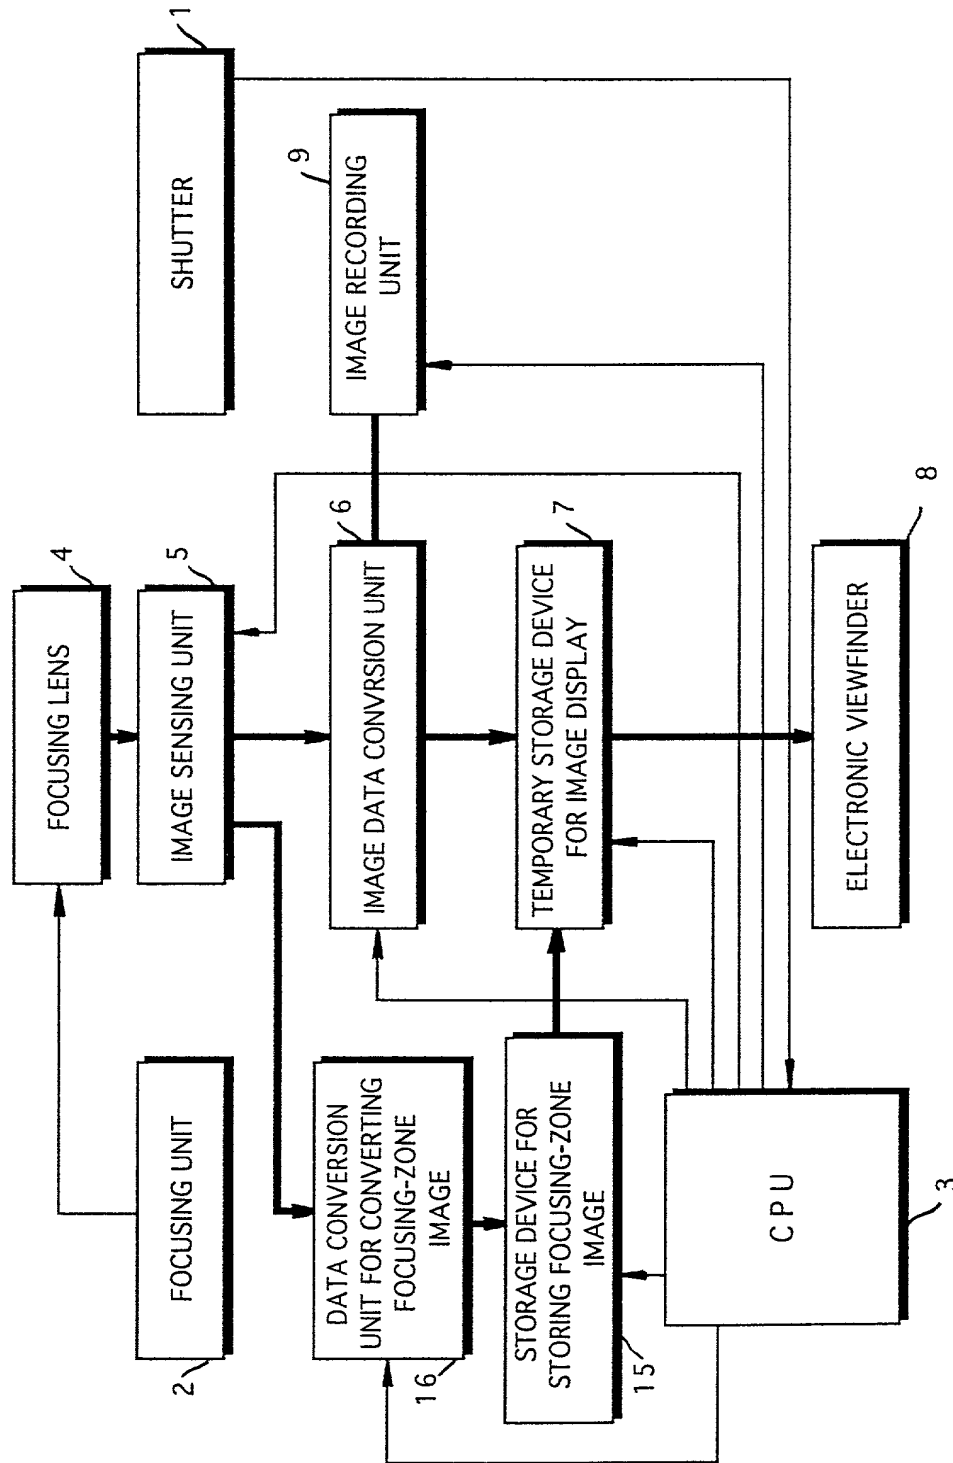 FOCUSING LENS
4
FOCUSING UNIT
2
IMAGE SENSING UNIT
5
SHUTTER
1
DATA CONVERSION
UNIT FOR CONVERTING
FOCUSING-ZONE
IMAGE
16
IMAGE DATA CONVRSION UNIT
6
IMAGE RECORDING
UNIT
9
STORAGE DEVICE FOR
STORING FOCUSING-ZONE
IMAGE
15
TEMPORARY STORAGE DEVICE
FOR IMAGE DISPLAY
7
CPU
3
ELECTRONIC VIEWFINDER
8